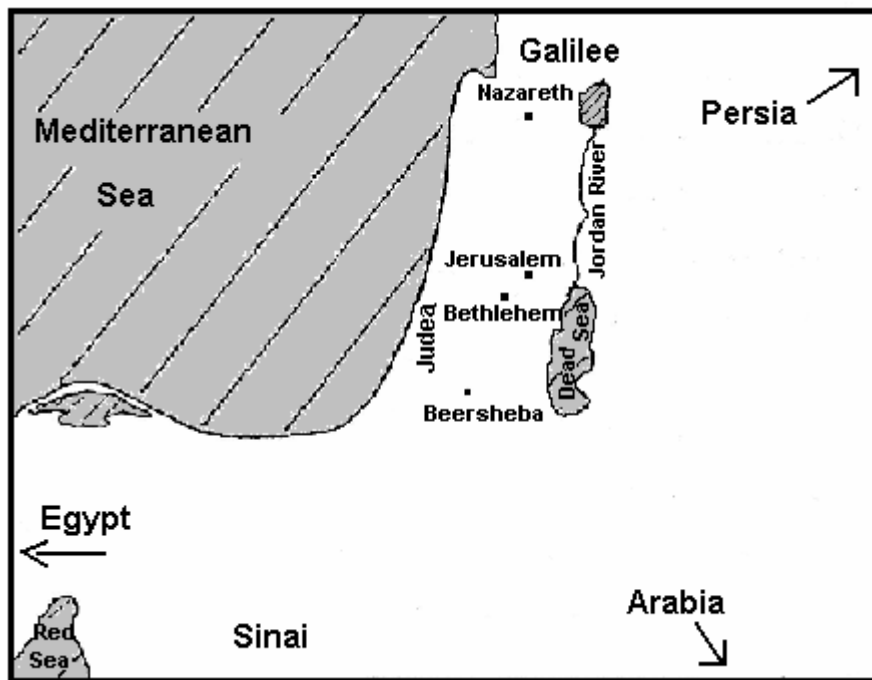 Galilee
Nazareth
Persia
Mediterranean
Sea
Jordan River
Jerusalem
Bethlehem
Judea
Dead Sea
Beersheba
Egypt
Arabia
Sinai
Red
Sea